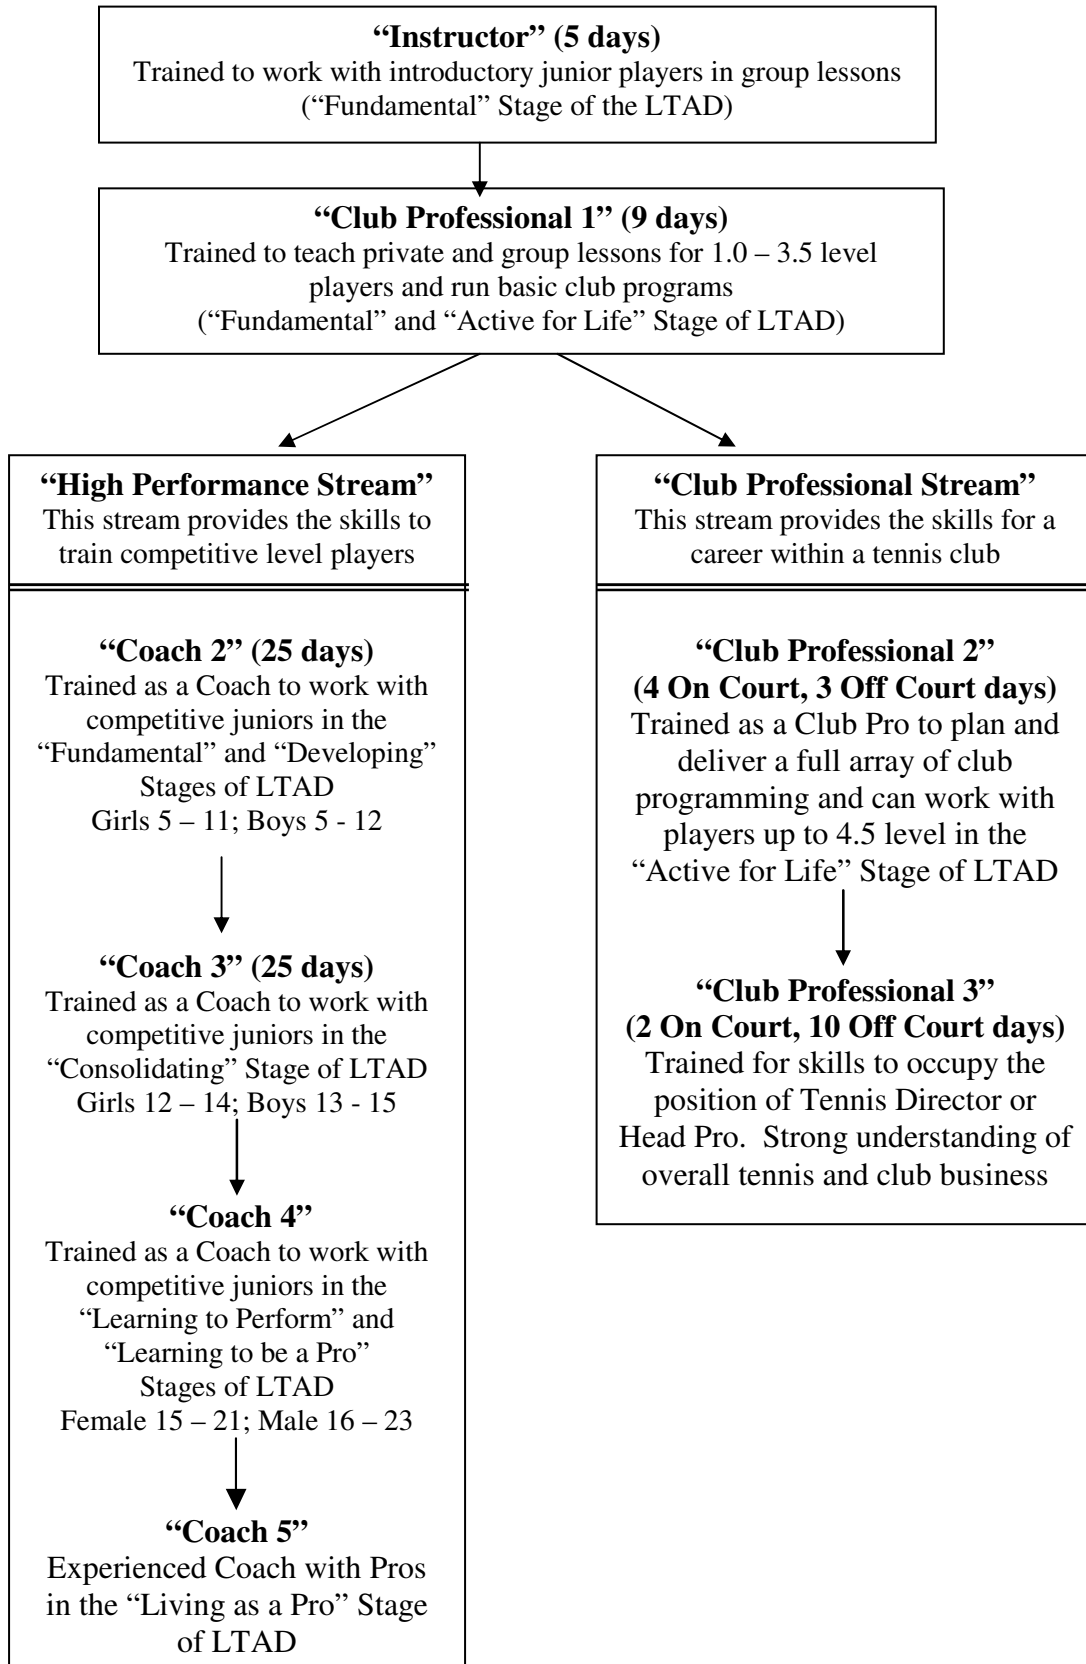 “Instructor” (5 days)
Trained to work with introductory junior players in group lessons
(“Fundamental” Stage of the LTAD)
“Club Professional 1” (9 days)
Trained to teach private and group lessons for 1.0 – 3.5 level
players and run basic club programs
(“Fundamental” and “Active for Life” Stage of LTAD)
“High Performance Stream”
This stream provides the skills to
train competitive level players
“Coach 2” (25 days)
Trained as a Coach to work with
competitive juniors in the
“Fundamental” and “Developing”
Stages of LTAD
Girls 5 – 11; Boys 5 - 12
“Coach 3” (25 days)
Trained as a Coach to work with
competitive juniors in the
“Consolidating” Stage of LTAD
Girls 12 – 14; Boys 13 - 15
“Coach 4”
Trained as a Coach to work with
competitive juniors in the
“Learning to Perform” and
“Learning to be a Pro”
Stages of LTAD
Female 15 – 21; Male 16 – 23
“Coach 5”
Experienced Coach with Pros
in the “Living as a Pro” Stage
of LTAD
“Club Professional Stream”
This stream provides the skills for a
career within a tennis club
“Club Professional 2”
(4 On Court, 3 Off Court days)
Trained as a Club Pro to plan and
deliver a full array of club
programming and can work with
players up to 4.5 level in the
“Active for Life” Stage of LTAD
“Club Professional 3”
(2 On Court, 10 Off Court days)
Trained for skills to occupy the
position of Tennis Director or
Head Pro.  Strong understanding of
overall tennis and club business